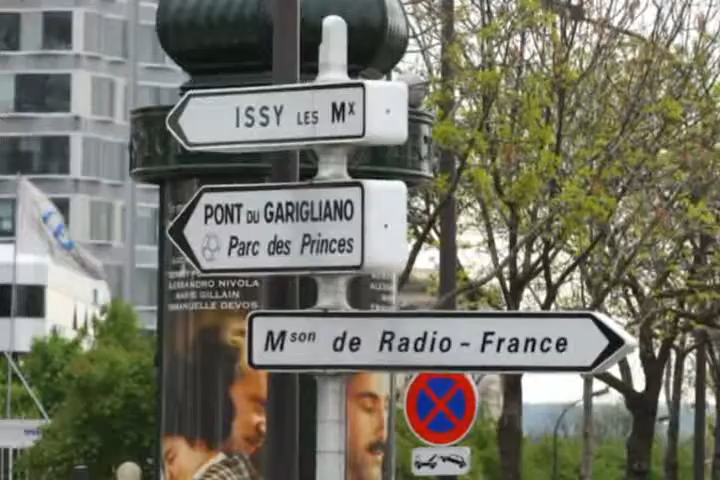 ISSY LES Mx
PONT DU GARIGLIANO
Parc des Princes
ALESSANDRO NIVOLA
MARIE GILLAIN
EMMANUELLE DEVOS
Mson de Radio-France